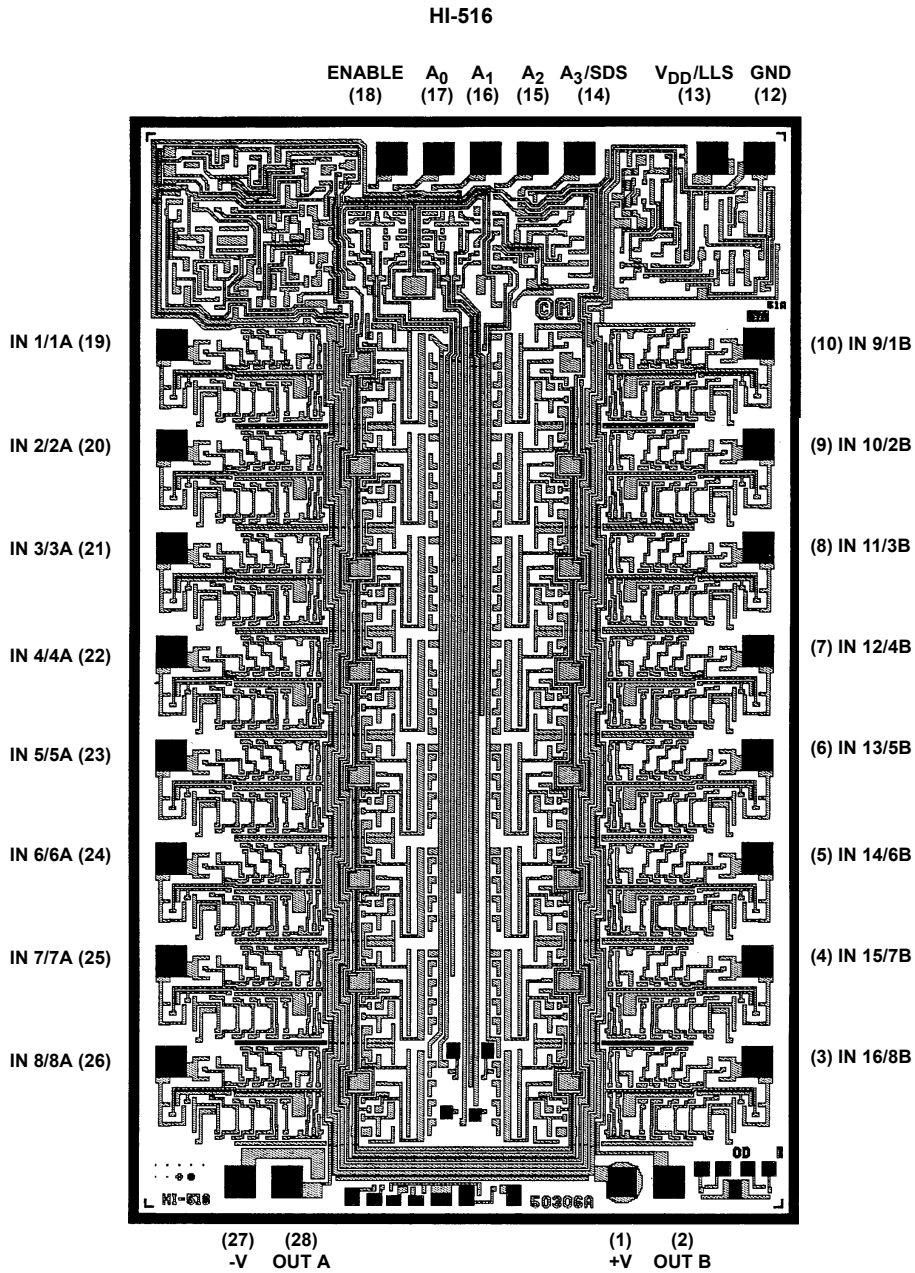 HI-516
ENABLE A0 A1 A2 A3/SDS VDD/LLS GND
(18) (17) (16) (15) (14) (13) (12)
IN 1/1A (19) (10) IN 9/1B
IN 2/2A (20) (9) IN 10/2B
IN 3/3A (21) (8) IN 11/3B
IN 4/4A (22) (7) IN 12/4B
IN 5/5A (23) (6) IN 13/5B
IN 6/6A (24) (5) IN 14/6B
IN 7/7A (25) (4) IN 15/7B
IN 8/8A (26) (3) IN 16/8B
OD
50306A
(27) (28) (1) (2)
-V OUT A +V OUT B